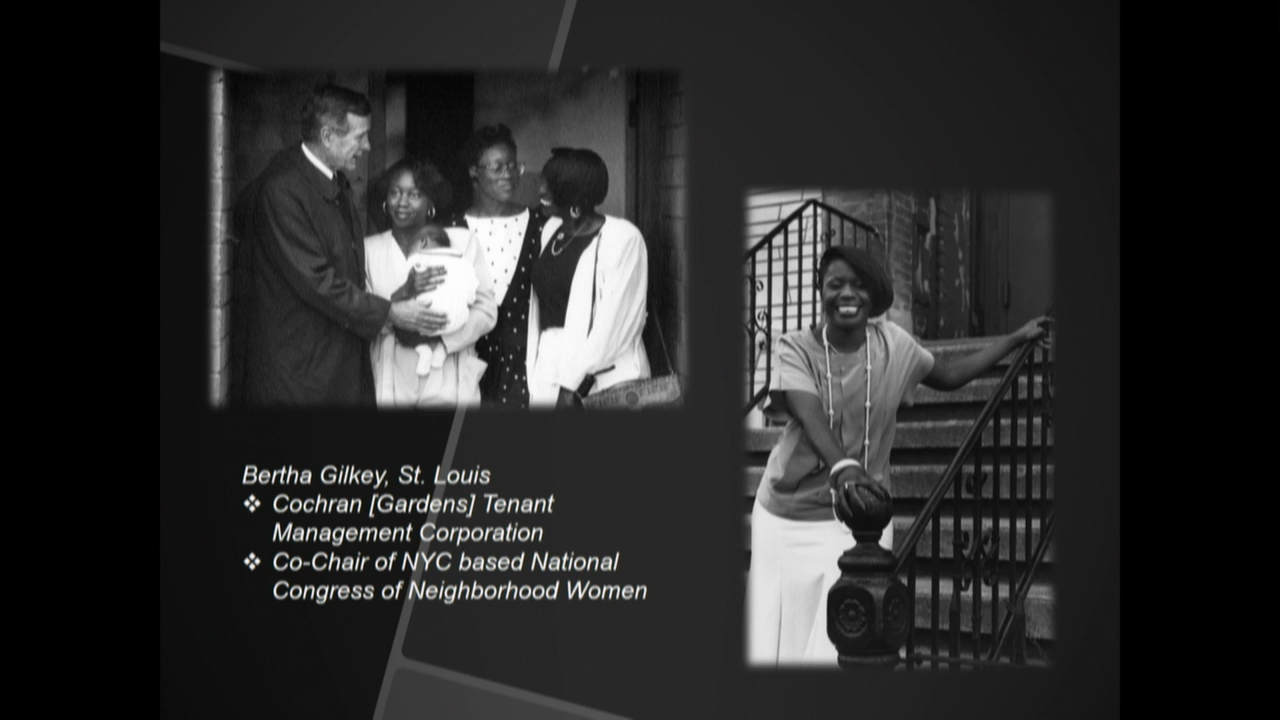 Bertha Gilkey, St. Louis
❖ Cochran [Gardens] Tenant
Management Corporation
❖ Co-Chair of NYC based National
Congress of Neighborhood Women